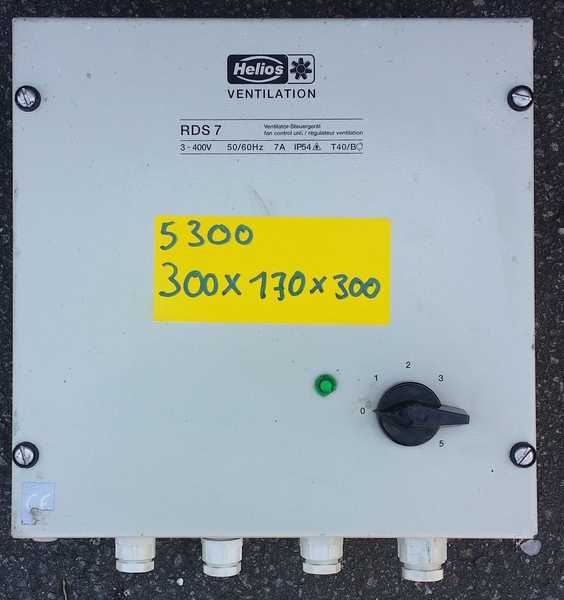 Helios
VENTILATION
RDS 7
Ventilator-Steuergerät
fan control unit / régulateur ventilation
3~400V 50/60Hz 7A IP54 T40/B
5300
300x170x300
0 1 2 3 5
CE